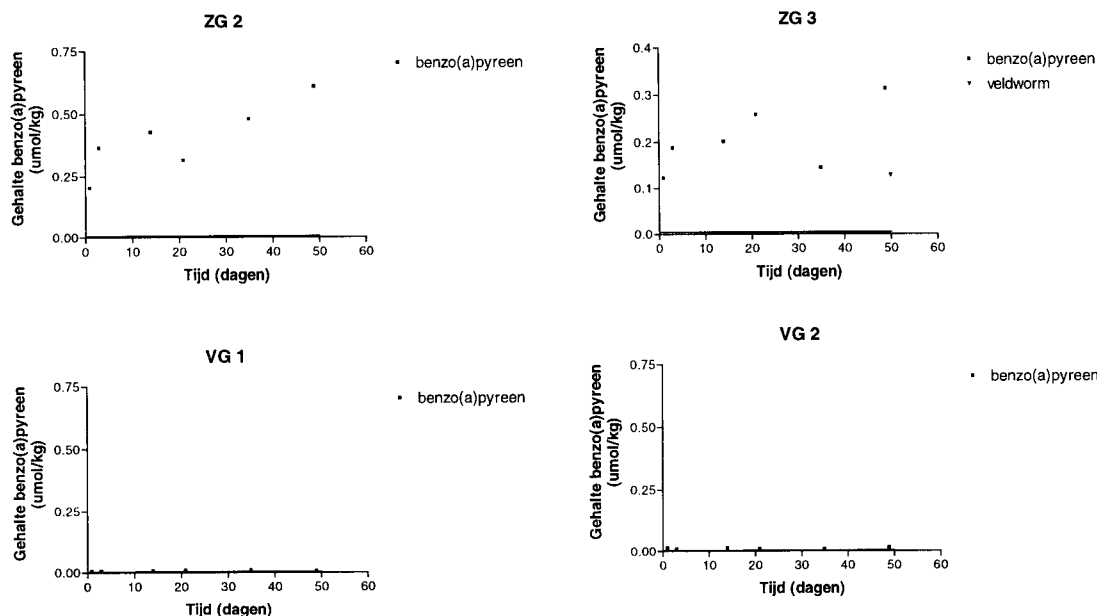 ZG 2
Gehalte benzo(a)pyreen
(umol/kg)
0.75
0.50
0.25
0.00
0 10 20 30 40 50 60
Tijd (dagen)
benzo(a)pyreen
ZG 3
Gehalte benzo(a)pyreen
(umol/kg)
0.4
0.3
0.2
0.1
0.0
0 10 20 30 40 50 60
Tijd (dagen)
benzo(a)pyreen
veldworm
VG 1
Gehalte benzo(a)pyreen
(umol/kg)
0.75
0.50
0.25
0.00
0 10 20 30 40 50 60
Tijd (dagen)
benzo(a)pyreen
VG 2
Gehalte benzo(a)pyreen
(umol/kg)
0.75
0.50
0.25
0.00
0 10 20 30 40 50 60
Tijd (dagen)
benzo(a)pyreen